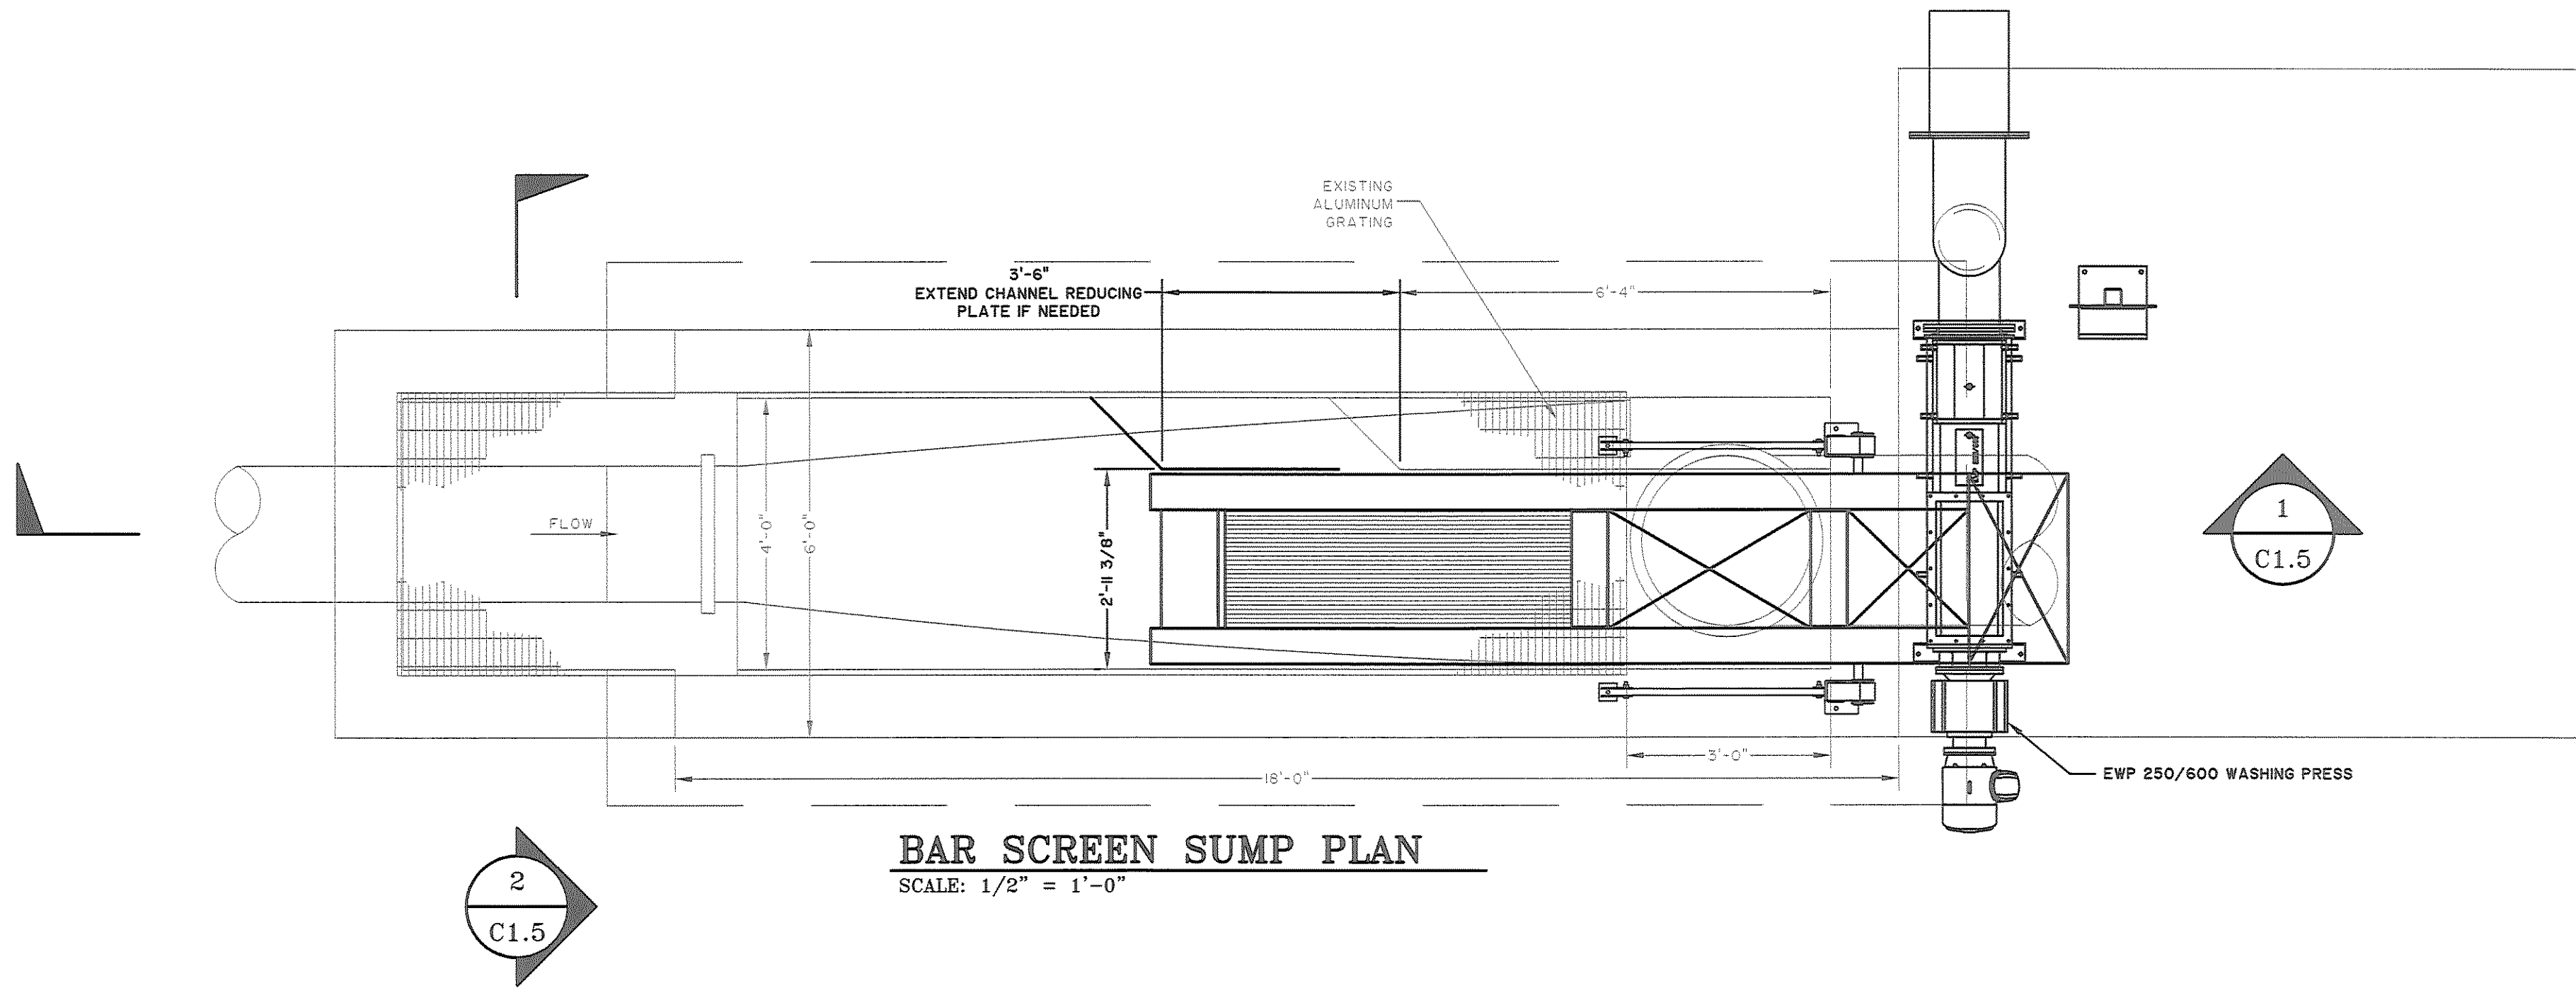 EXISTING
ALUMINUM
GRATING
3'-6"
EXTEND CHANNEL REDUCING
PLATE IF NEEDED
6'-4"
FLOW
4'-0"
6'-0"
2'-11 3/8"
1
C1.5
3'-0"
18'-0"
EWP 250/600 WASHING PRESS
BAR SCREEN SUMP PLAN
SCALE: 1/2" = 1'-0"
2
C1.5